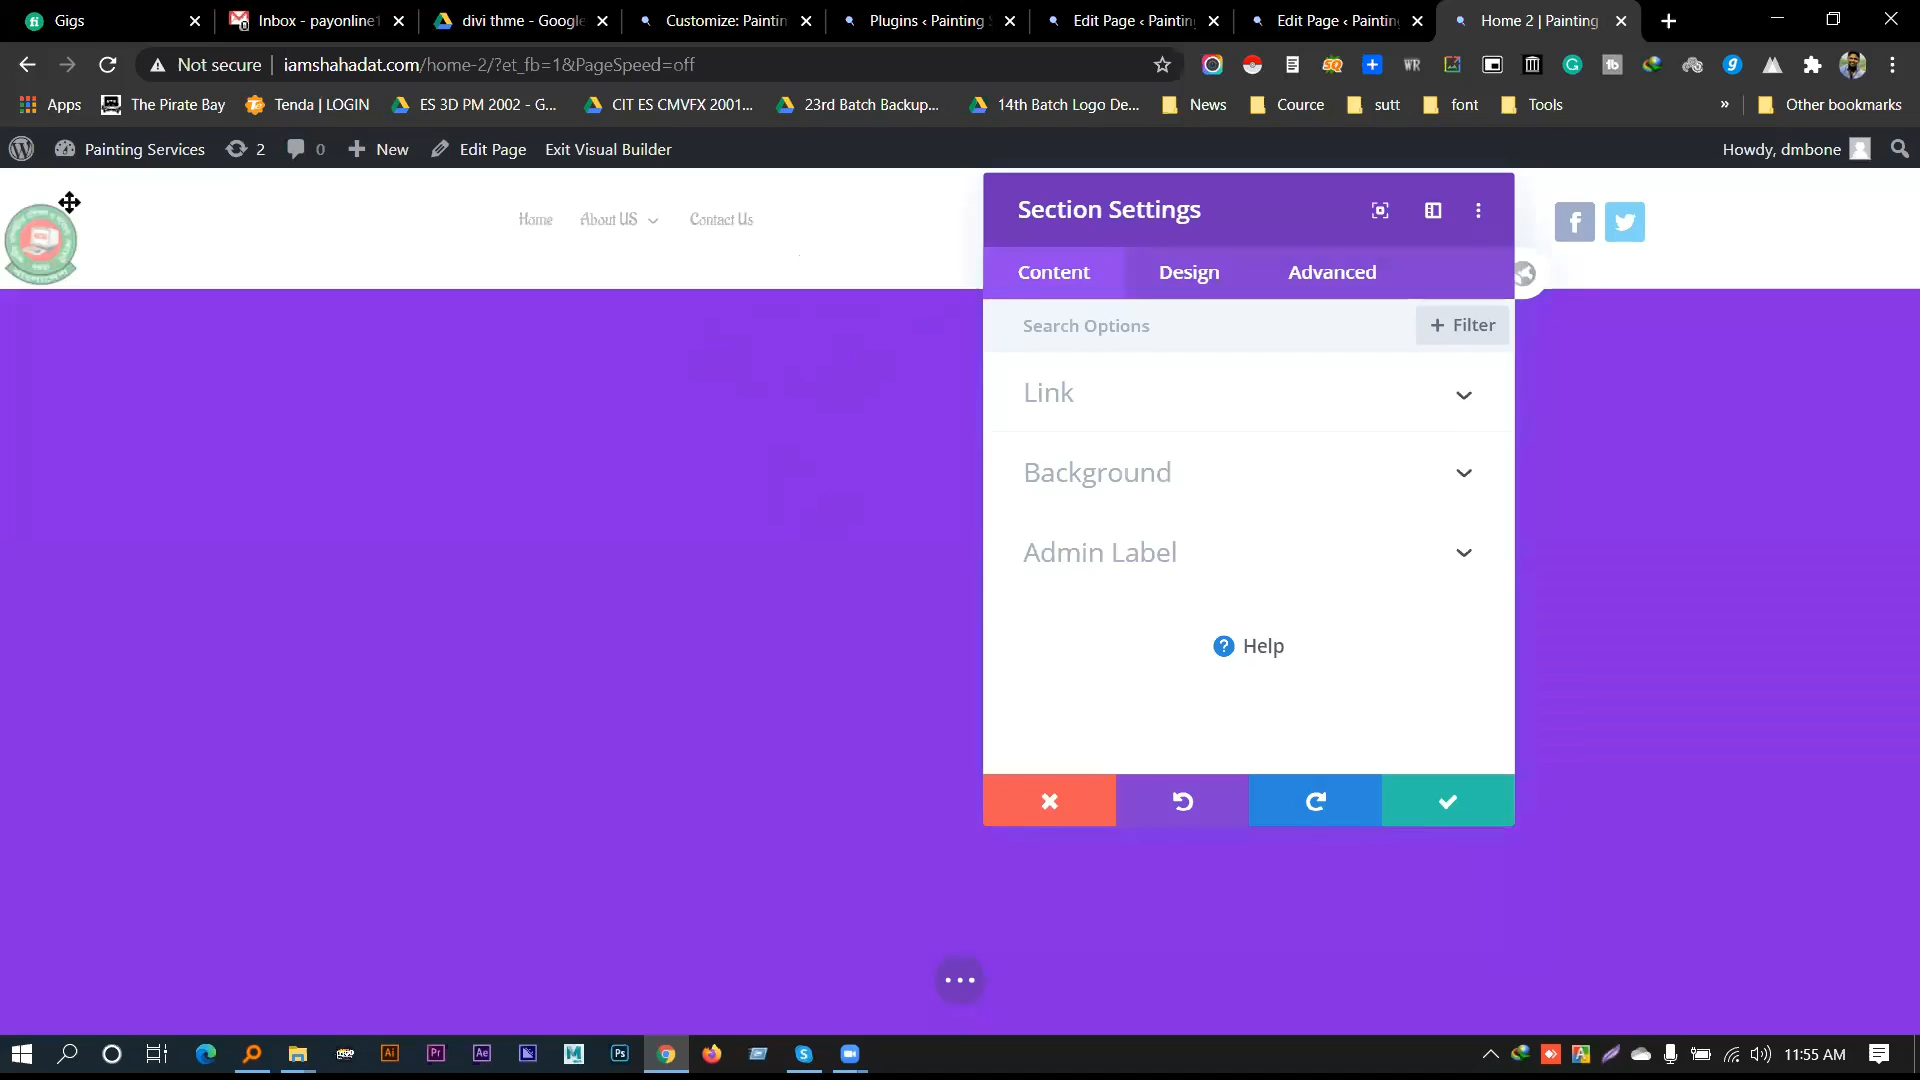 Gigs
Inbox - payonline1
divi thme - Google
Customize: Paintin
Plugins ‹ Painting S
Edit Page ‹ Paintin
Edit Page ‹ Paintin
Home 2 | Painting
Not secure
iamshahadat.com/home-2/?et_fb=1&PageSpeed=off
Apps
The Pirate Bay
Tenda | LOGIN
ES 3D PM 2002 - G...
CIT ES CMVFX 2001...
23rd Batch Backup...
14th Batch Logo De...
News
Cource
sutt
font
Tools
»
Other bookmarks
Painting Services
2
0
New
Edit Page
Exit Visual Builder
Howdy, dmbone
Home
About US
Contact Us
Section Settings
Content
Design
Advanced
Search Options
+ Filter
Link
Background
Admin Label
? Help
11:55 AM